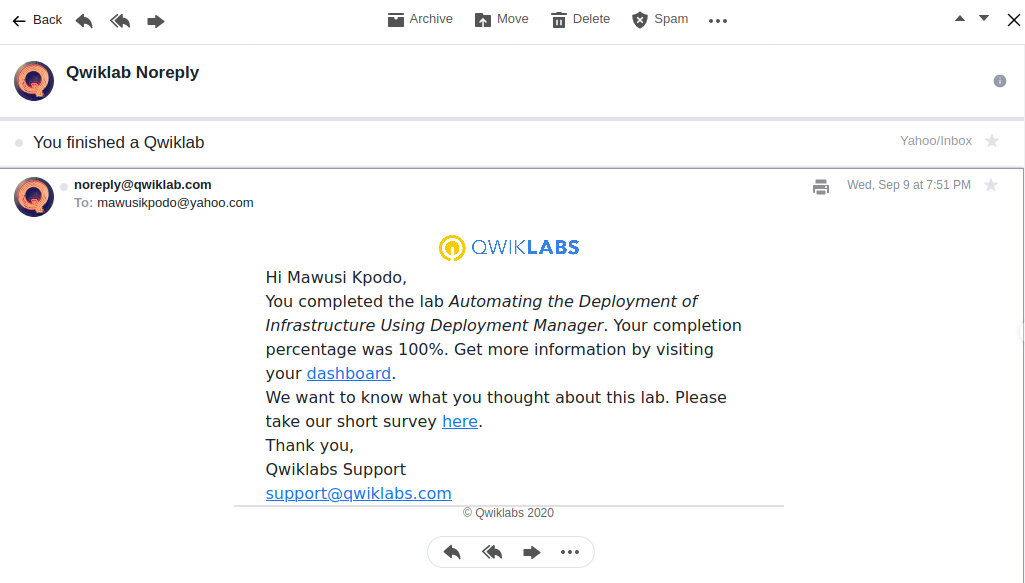 Back Archive Move Delete Spam
Qwiklab Noreply
You finished a Qwiklab Yahoo/Inbox
noreply@qwiklab.com Wed, Sep 9 at 7:51 PM
To: mawusikpodo@yahoo.com
QWIKLABS
Hi Mawusi Kpodo,
You completed the lab Automating the Deployment of
Infrastructure Using Deployment Manager. Your completion
percentage was 100%. Get more information by visiting
your dashboard.
We want to know what you thought about this lab. Please
take our short survey here.
Thank you,
Qwiklabs Support
support@qwiklabs.com
© Qwiklabs 2020